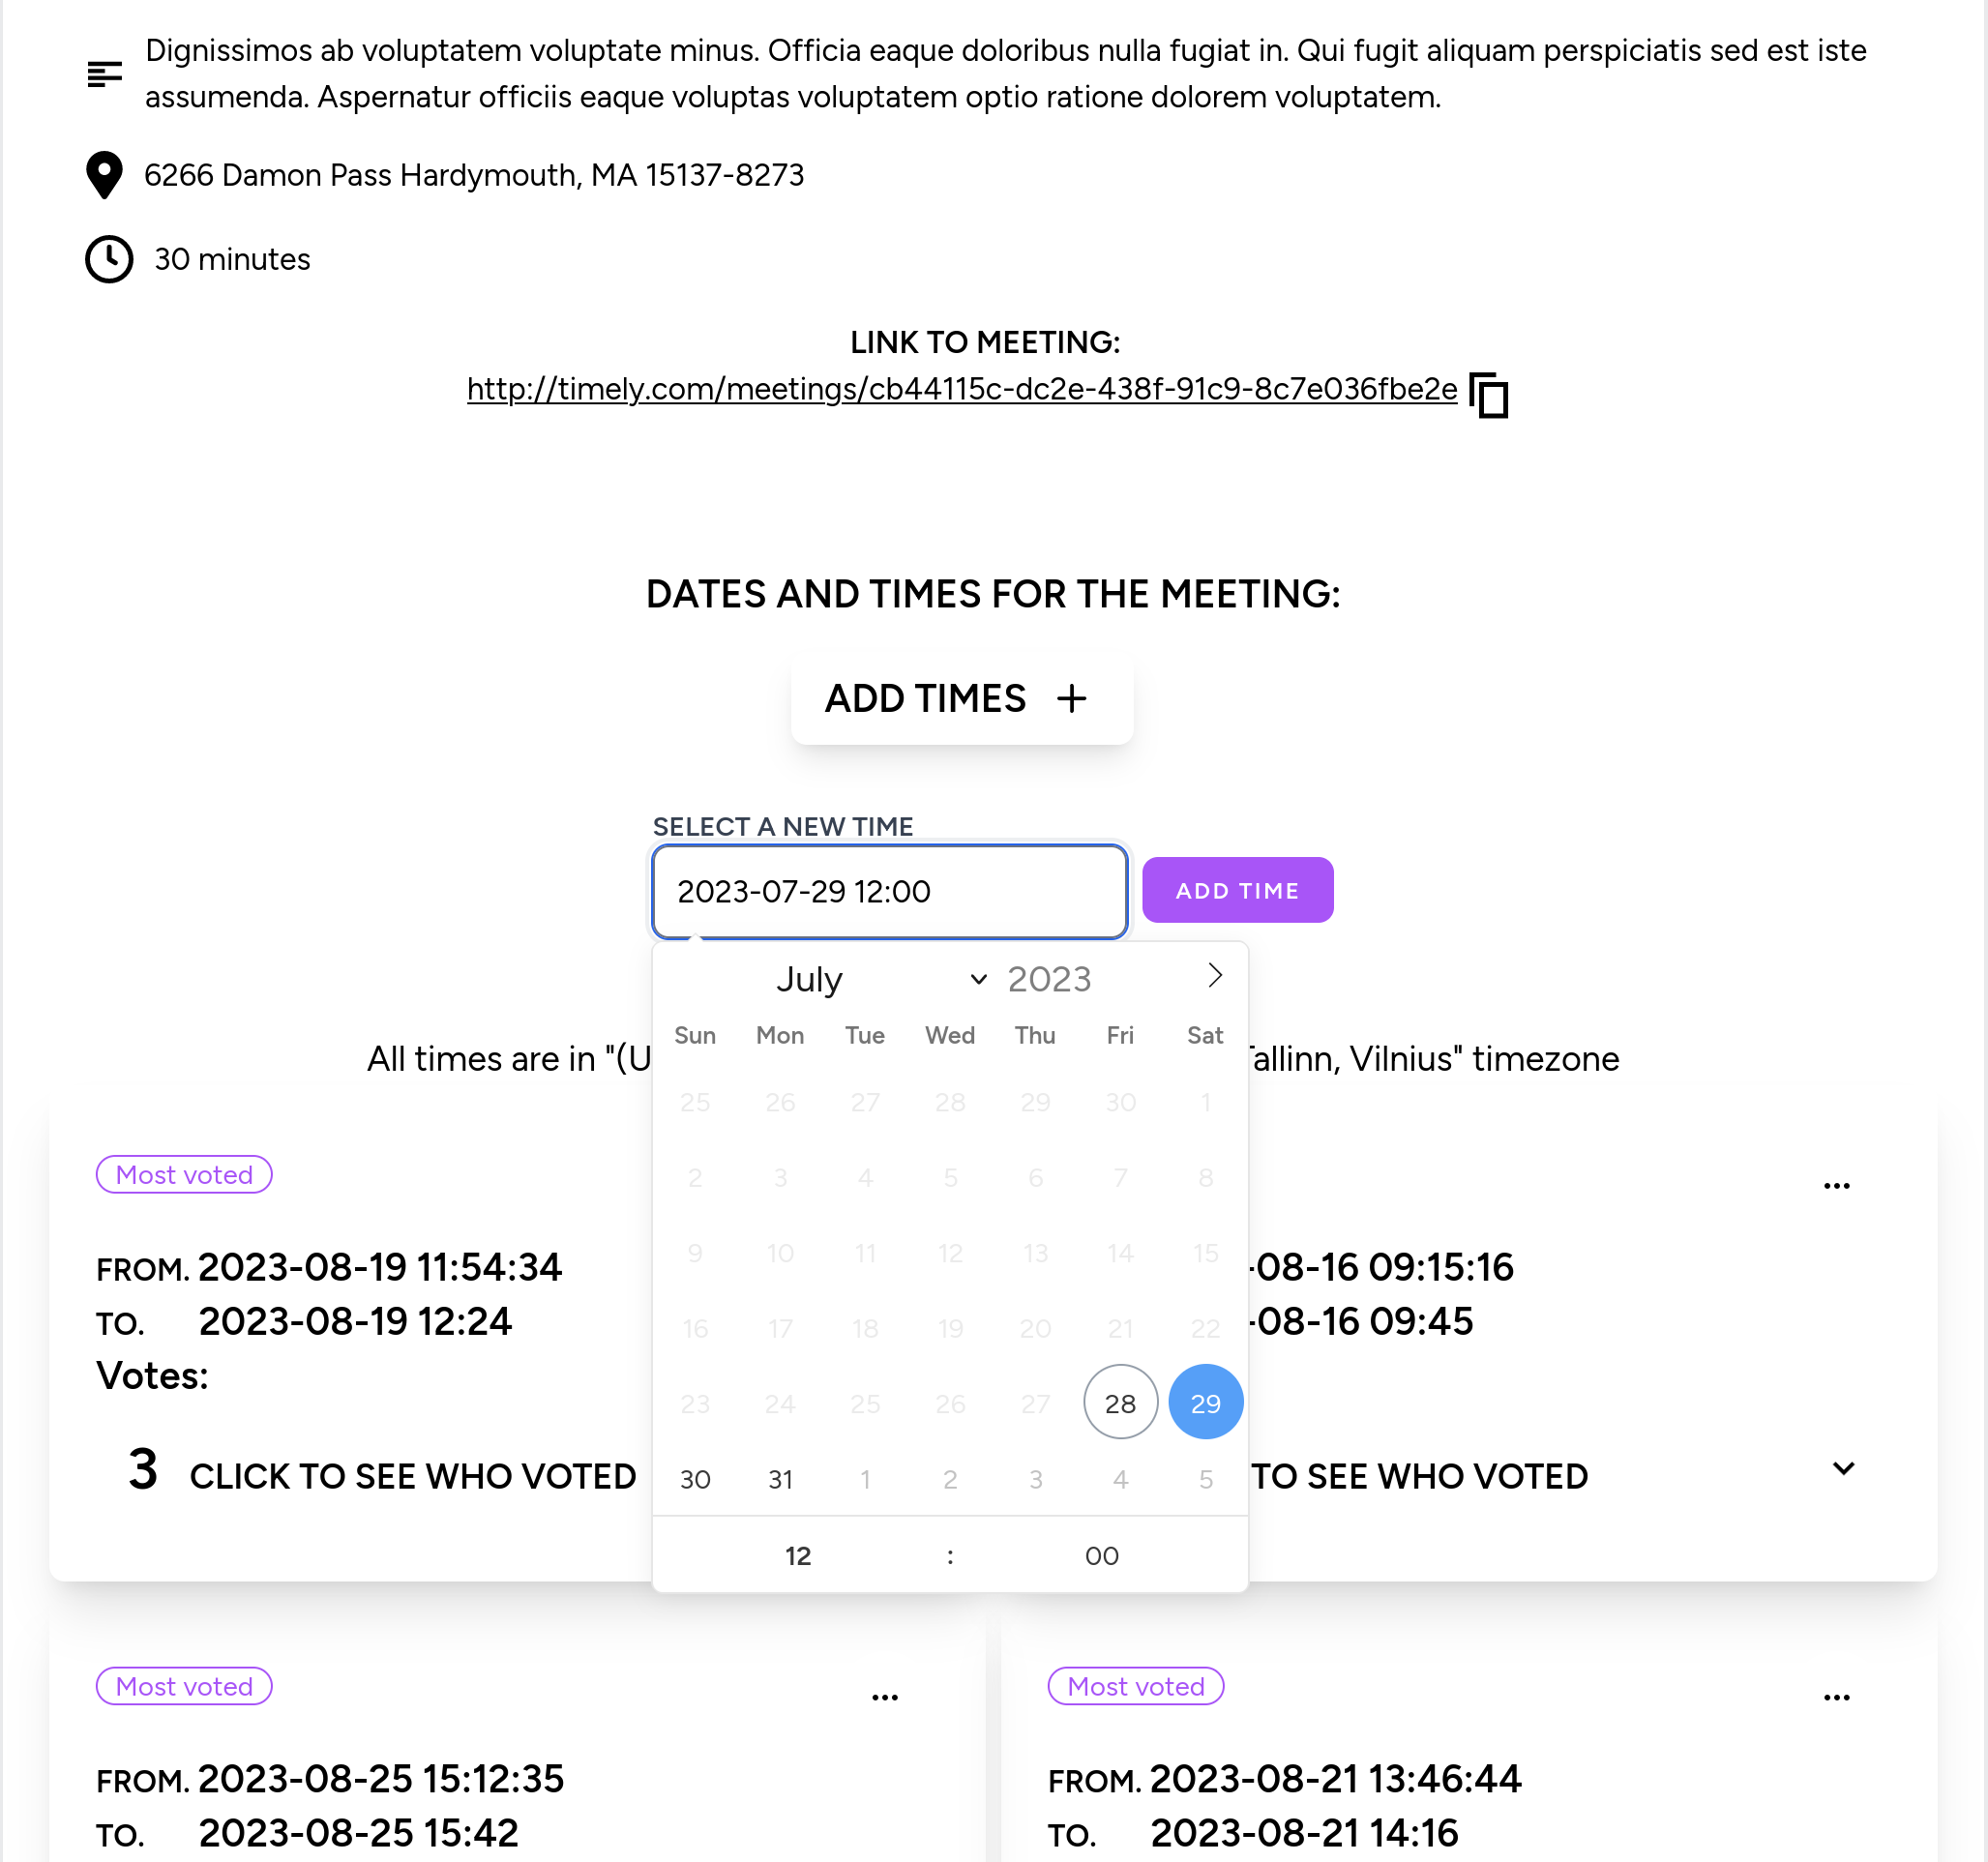 Dignissimos ab voluptatem voluptate minus. Officia eaque doloribus nulla fugiat in. Qui fugit aliquam perspiciatis sed est iste
assumenda. Aspernatur officiis eaque voluptas voluptatem optio ratione dolorem voluptatem.
6266 Damon Pass Hardymouth, MA 15137-8273
30 minutes
LINK TO MEETING:
http://timely.com/meetings/cb44115c-dc2e-438f-91c9-8c7e036fbe2e
DATES AND TIMES FOR THE MEETING:
ADD TIMES +
SELECT A NEW TIME
2023-07-29 12:00
ADD TIME
July 2023
Sun Mon Tue Wed Thu Fri Sat
25 26 27 28 29 30 1
2 3 4 5 6 7 8
9 10 11 12 13 14 15
16 17 18 19 20 21 22
23 24 25 26 27 28 29
30 31 1 2 3 4 5
12 : 00
All times are in "(U allinn, Vilnius" timezone
Most voted
FROM. 2023-08-19 11:54:34
TO. 2023-08-19 12:24
Votes:
3 CLICK TO SEE WHO VOTED
-08-16 09:15:16
-08-16 09:45
TO SEE WHO VOTED
Most voted
FROM. 2023-08-25 15:12:35
TO. 2023-08-25 15:42
Most voted
FROM. 2023-08-21 13:46:44
TO. 2023-08-21 14:16